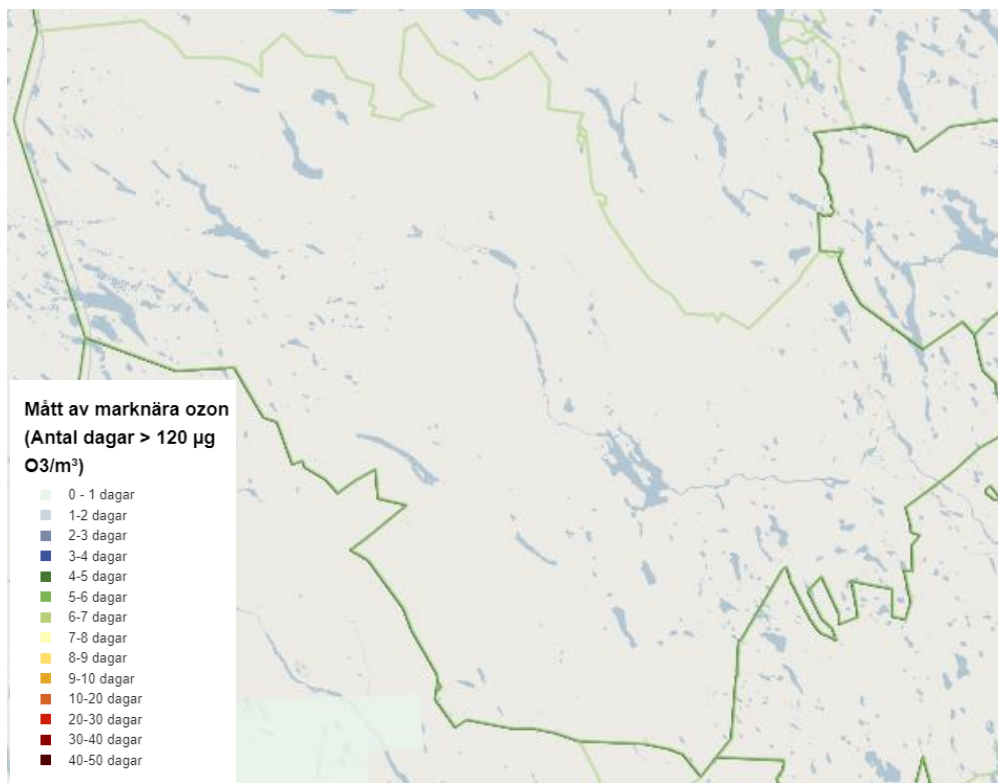 Mått av marknära ozon
(Antal dagar > 120 µg
O3/m³)
0 - 1 dagar
1-2 dagar
2-3 dagar
3-4 dagar
4-5 dagar
5-6 dagar
6-7 dagar
7-8 dagar
8-9 dagar
9-10 dagar
10-20 dagar
20-30 dagar
30-40 dagar
40-50 dagar